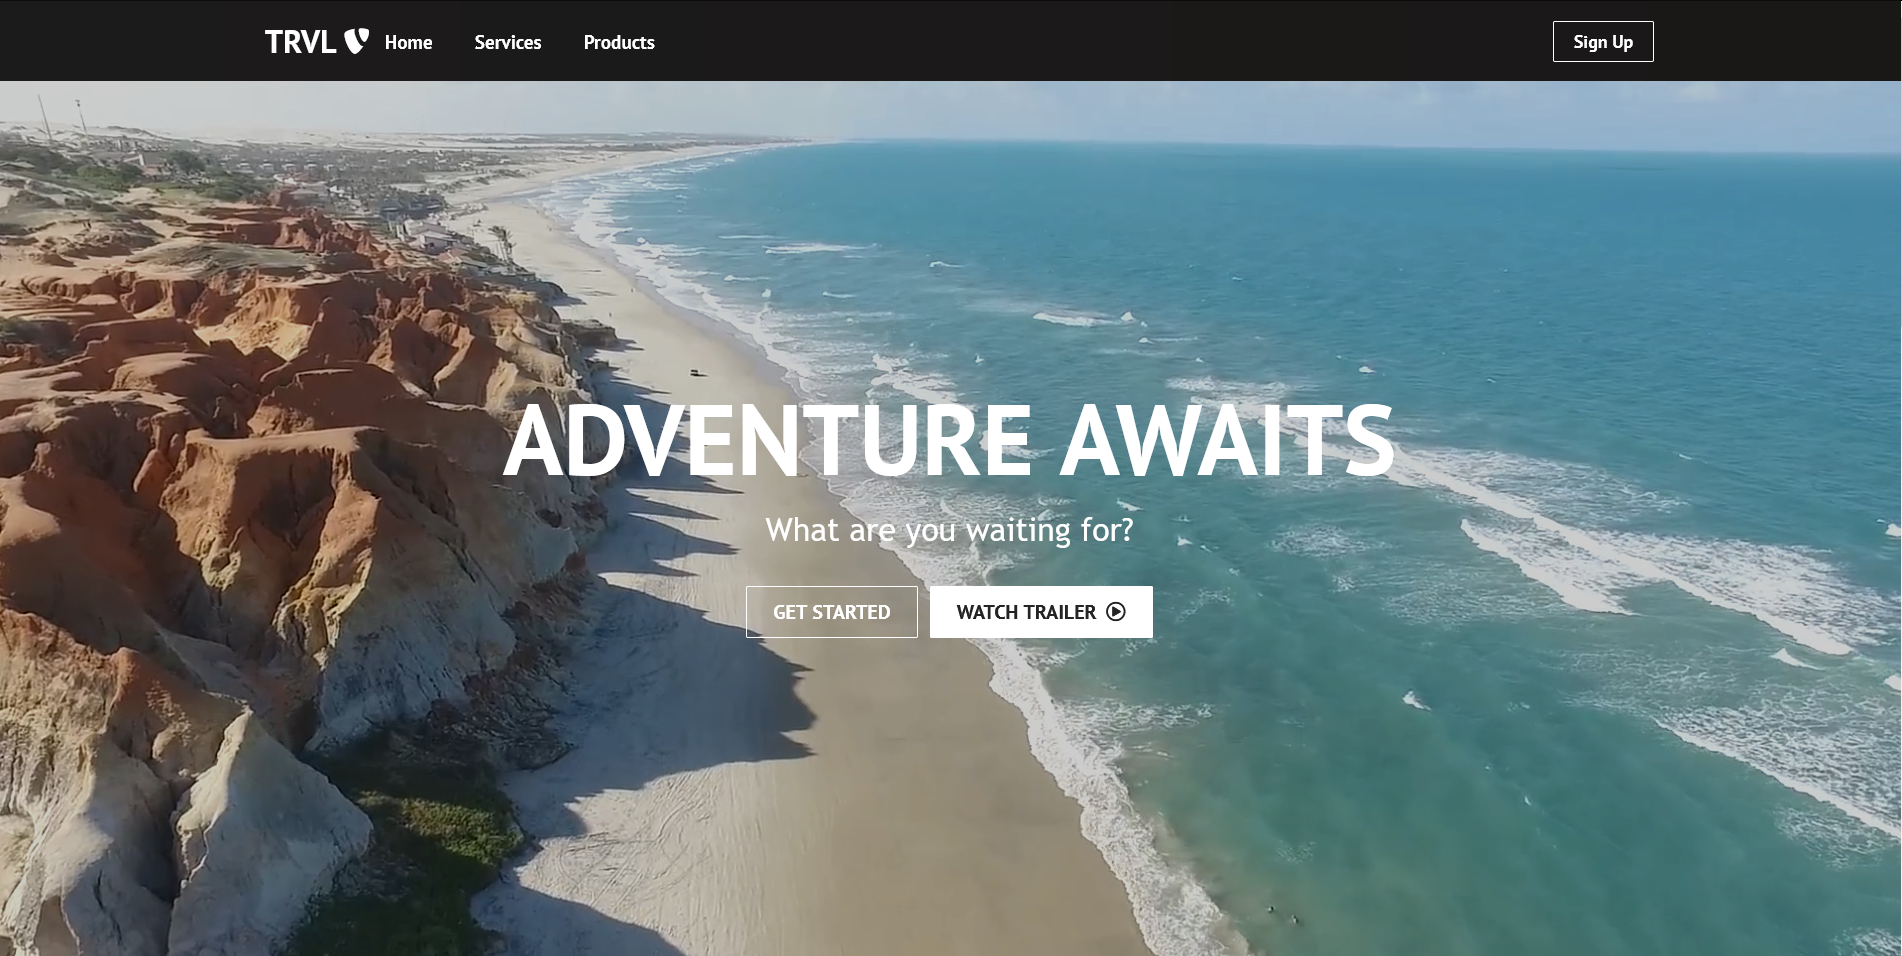 TRVL Home Services Products Sign Up
ADVENTURE AWAITS
What are you waiting for?
GET STARTED WATCH TRAILER